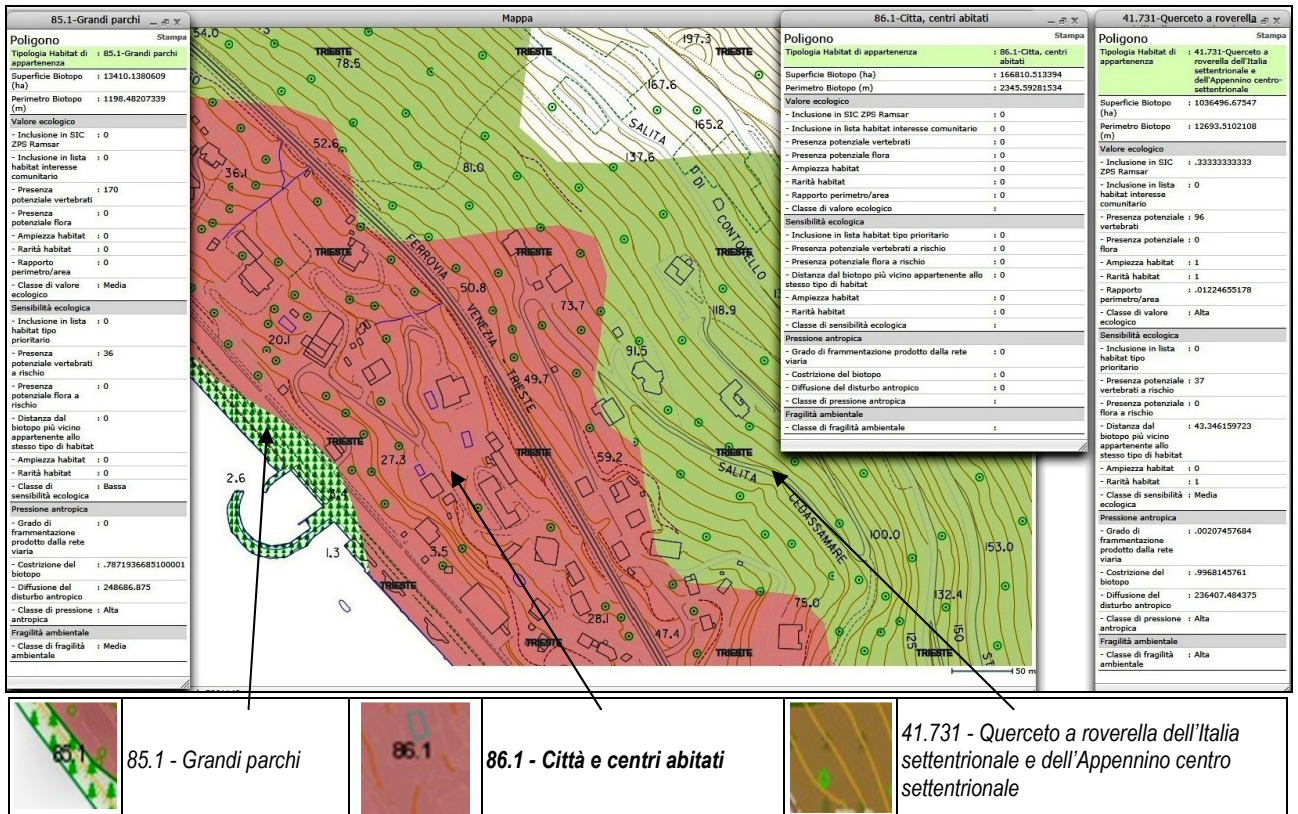 85.1-Grandi parchi
Poligono
Stampa
Tipologia Habitat di : 85.1-Grandi parchi
appartenenza
Superficie Biotopo : 13410.1380609
(ha)
Perimetro Biotopo : 1198.48207339
(m)
Valore ecologico
- Inclusione in SIC : 0
ZPS Ramsar
- Inclusione in lista : 0
habitat interesse
comunitario
- Presenza : 170
potenziale vertebrati
- Presenza : 0
potenziale flora
- Ampiezza habitat : 0
- Rarità habitat : 0
- Rapporto : 0
perimetro/area
- Classe di valore : Media
ecologico
Sensibilità ecologica
- Inclusione in lista : 0
habitat tipo
prioritario
- Presenza : 36
potenziale vertebrati
a rischio
- Presenza : 0
potenziale flora a
rischio
- Distanza dal : 0
biotopo più vicino
appartenente allo
stesso tipo di habitat
- Ampiezza habitat : 0
- Rarità habitat : 0
- Classe di : Bassa
sensibilità ecologica
Pressione antropica
- Grado di : 0
frammentazione
prodotto dalla rete
viaria
- Costrizione del : .7871936685100001
biotopo
- Diffusione del : 248686.875
disturbo antropico
- Classe di pressione : Alta
antropica
Fragilità ambientale
- Classe di fragilità : Media
ambientale
Mappa
54.0
TRIESTE
78.5
TRIESTE
197.3
TRIESTE
167.6
SALITA
165.2
52.6
137.6
36.1
81.0
DI
CONTOVELLO
TRIESTE
FERROVIA
TRIESTE
50.8
73.7
118.9
20.1
VENEZIA
91.5
TRIESTE
49.7
TRIESTE
TRIESTE
TRIESTE
27.3
59.2
SALITA
2.6
CEDASSAMARE
100.0
1.3
3.5
153.0
TRIESTE
75.0
132.4
28.1
47.4
125
150
TRIESTE
TRIESTE
TRIESTE
50 m
86.1-Citta, centri abitati
Poligono
Stampa
Tipologia Habitat di appartenenza : 86.1-Citta, centri
abitati
Superficie Biotopo (ha) : 166810.513394
Perimetro Biotopo (m) : 2345.59281534
Valore ecologico
- Inclusione in SIC ZPS Ramsar : 0
- Inclusione in lista habitat interesse comunitario : 0
- Presenza potenziale vertebrati : 0
- Presenza potenziale flora : 0
- Ampiezza habitat : 0
- Rarità habitat : 0
- Rapporto perimetro/area : 0
- Classe di valore ecologico :
Sensibilità ecologica
- Inclusione in lista habitat tipo prioritario : 0
- Presenza potenziale vertebrati a rischio : 0
- Presenza potenziale flora a rischio : 0
- Distanza dal biotopo più vicino appartenente allo : 0
stesso tipo di habitat
- Ampiezza habitat : 0
- Rarità habitat : 0
- Classe di sensibilità ecologica :
Pressione antropica
- Grado di frammentazione prodotto dalla rete : 0
viaria
- Costrizione del biotopo : 0
- Diffusione del disturbo antropico : 0
- Classe di pressione antropica :
Fragilità ambientale
- Classe di fragilità ambientale :
41.731-Querceto a roverella
Poligono
Stampa
Tipologia Habitat di : 41.731-Querceto a
appartenenza roverella dell'Italia
settentrionale e
dell'Appennino centro-
settentrionale
Superficie Biotopo : 1036496.67547
(ha)
Perimetro Biotopo : 12693.5102108
(m)
Valore ecologico
- Inclusione in SIC : .33333333333
ZPS Ramsar
- Inclusione in lista : 0
habitat interesse
comunitario
- Presenza potenziale : 96
vertebrati
- Presenza potenziale : 0
flora
- Ampiezza habitat : 1
- Rarità habitat : 1
- Rapporto : .01224655178
perimetro/area
- Classe di valore : Alta
ecologico
Sensibilità ecologica
- Inclusione in lista : 0
habitat tipo
prioritario
- Presenza potenziale : 37
vertebrati a rischio
- Presenza potenziale : 0
flora a rischio
- Distanza dal : 43.346159723
biotopo più vicino
appartenente allo
stesso tipo di habitat
- Ampiezza habitat : 0
- Rarità habitat : 1
- Classe di sensibilità : Media
ecologica
Pressione antropica
- Grado di : .00207457684
frammentazione
prodotto dalla rete
viaria
- Costrizione del : .9968145761
biotopo
- Diffusione del : 236407.484375
disturbo antropico
- Classe di pressione : Alta
antropica
Fragilità ambientale
- Classe di fragilità : Alta
ambientale
85.1
85.1 - Grandi parchi
86.1
86.1 - Città e centri abitati
41.731 - Querceto a roverella dell'Italia
settentrionale e dell'Appennino centro
settentrionale